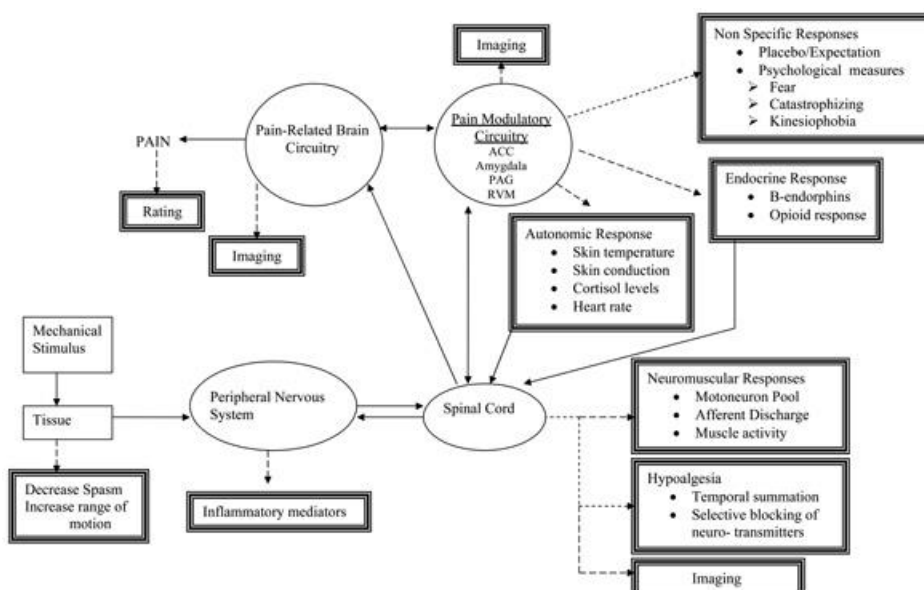 Imaging
Non Specific Responses
● Placebo/Expectation
● Psychological measures
➢ Fear
➢ Catastrophizing
➢ Kinesiophobia
Pain-Related Brain
Circuitry
Pain Modulatory
Circuitry
ACC
Amygdala
PAG
RVM
PAIN
Rating
Imaging
Endocrine Response
● B-endorphins
● Opioid response
Autonomic Response
● Skin temperature
● Skin conduction
● Cortisol levels
● Heart rate
Mechanical
Stimulus
Tissue
Peripheral Nervous
System
Spinal Cord
Neuromuscular Responses
● Motoneuron Pool
● Afferent Discharge
● Muscle activity
Decrease Spasm
Increase range of
motion
Inflammatory mediators
Hypoalgesia
● Temporal summation
● Selective blocking of
neuro- transmitters
Imaging